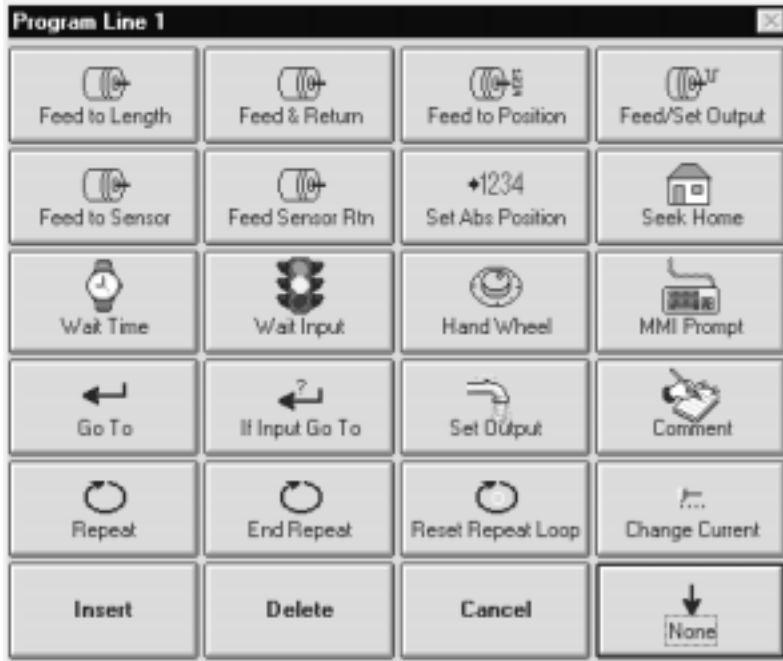 Program Line 1
Feed to Length
Feed & Return
Feed to Position
Feed/Set Output
Feed to Sensor
Feed Sensor Rtn
1234
Set Abs Position
Seek Home
Wait Time
Wait Input
Hand Wheel
MMI Prompt
Go To
?
If Input Go To
Set Output
Comment
Repeat
End Repeat
Reset Repeat Loop
Change Current
Insert
Delete
Cancel
None